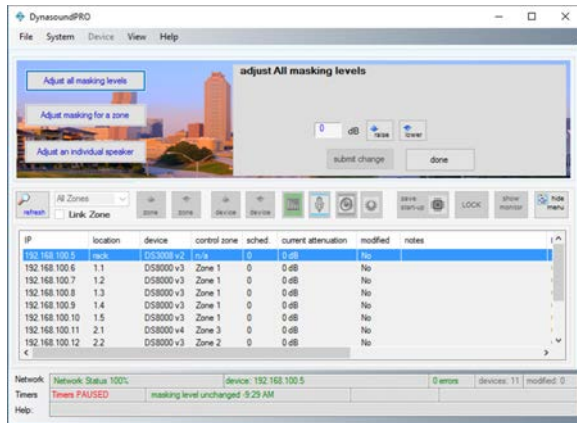 DynasoundPRO
File System Device View Help
Adjust all masking levels
Adjust masking for a zone
Adjust an individual speaker
adjust All masking levels
0 dB raise lower
submit change done
refresh
All Zones
Link Zone
zone zone device device
save start-up
LOCK
show monitor
hide menu
IP location device control zone sched. current attenuation modified notes
192.168.100.5 rack DS3008 v2 n/a 0 0 dB No
192.168.100.6 1.1 DS8000 v3 Zone 1 0 0 dB No
192.168.100.7 1.2 DS8000 v3 Zone 1 0 0 dB No
192.168.100.8 1.3 DS8000 v3 Zone 1 0 0 dB No
192.168.100.9 1.4 DS8000 v3 Zone 1 0 0 dB No
192.168.100.10 1.5 DS8000 v3 Zone 1 0 0 dB No
192.168.100.11 2.1 DS8000 v4 Zone 3 0 0 dB No
192.168.100.12 2.2 DS8000 v3 Zone 2 0 0 dB No
Network Network Status 100% device: 192.168.100.5 0 errors devices: 11 modified: 0
Timers Timers PAUSED masking level unchanged -9:29 AM
Help: